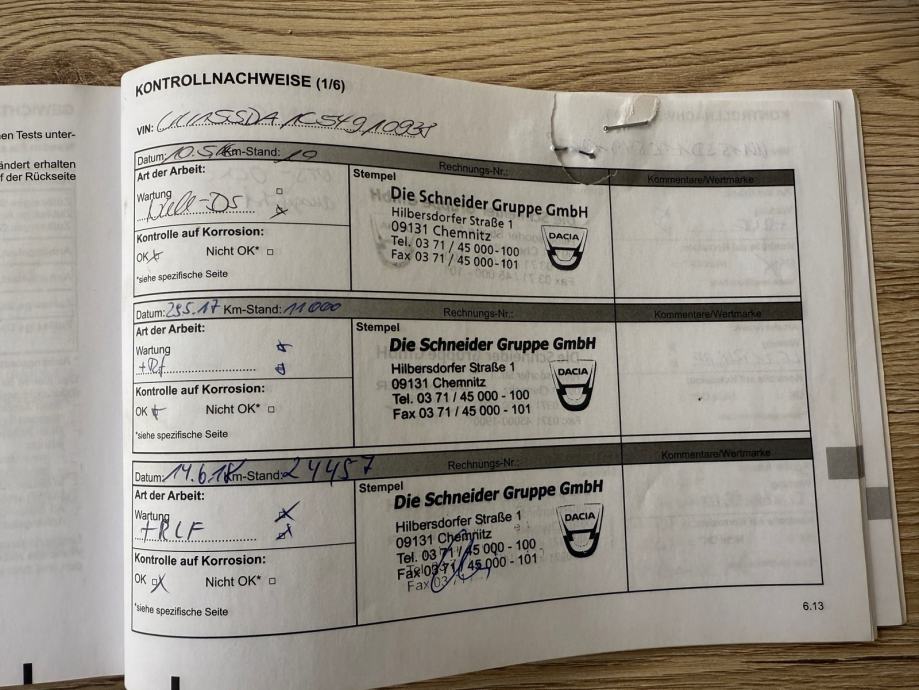 en Tests unter-
ändert erhalten
f der Rückseite
KONTROLLNACHWEISE (1/6)
VIN:
Datum: Km-Stand: 10 Rechnungs-Nr.: Kommentare/Wertmarke
Art der Arbeit:
Wartung
Kontrolle auf Korrosion:
OK Nicht OK*
*siehe spezifische Seite
Stempel
Die Schneider Gruppe GmbH
Hilbersdorfer Straße 1
09131 Chemnitz
Tel. 03 71 / 45 000 - 100
Fax 03 71 / 45 000 - 101
DACIA
Datum: 29.5.17 Km-Stand: 11000 Rechnungs-Nr.: Kommentare/Wertmarke
Art der Arbeit:
Wartung
Kontrolle auf Korrosion:
OK Nicht OK*
*siehe spezifische Seite
Stempel
Die Schneider Gruppe GmbH
Hilbersdorfer Straße 1
09131 Chemnitz
Tel. 03 71 / 45 000 - 100
Fax 03 71 / 45 000 - 101
DACIA
Datum: 14.6.18 Km-Stand: 24457 Rechnungs-Nr.: Kommentare/Wertmarke
Art der Arbeit:
Wartung
+RLF
Kontrolle auf Korrosion:
OK Nicht OK*
*siehe spezifische Seite
Stempel
Die Schneider Gruppe GmbH
Hilbersdorfer Straße 1
09131 Chemnitz
Tel. 03 71 / 45 000 - 100
Fax 03 71 / 45 000 - 101
DACIA
6.13